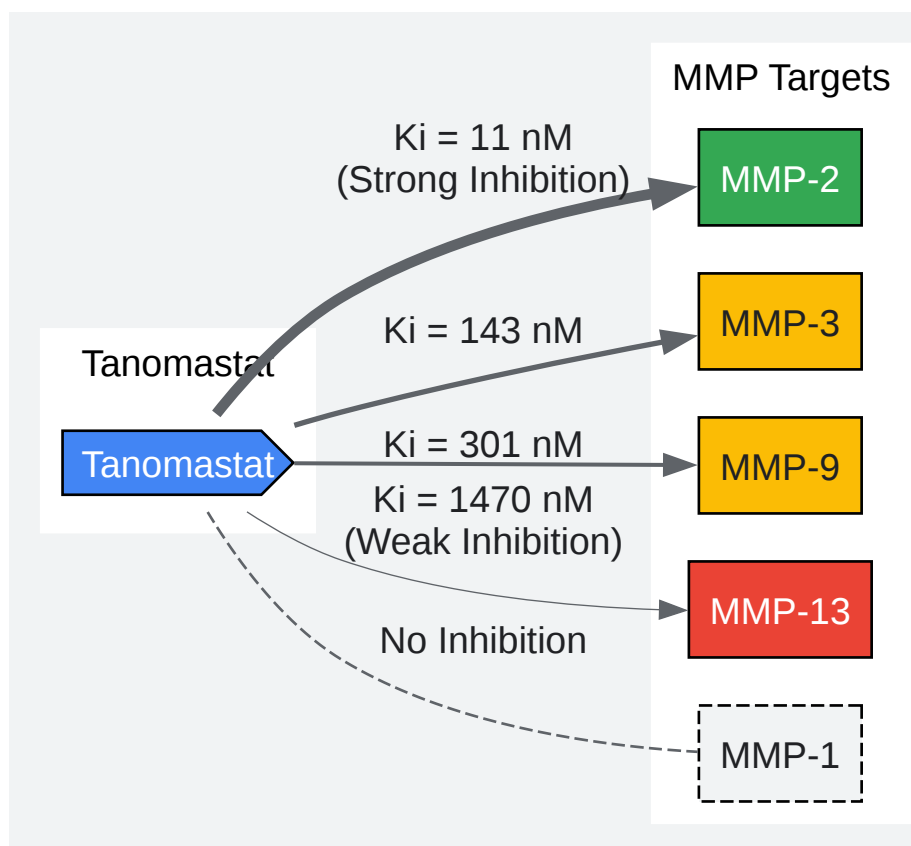 MMP Targets
Ki = 11 nM
(Strong Inhibition)
MMP-2
Ki = 143 nM
MMP-3
Tanomastat
Tanomastat
Ki = 301 nM
MMP-9
Ki = 1470 nM
(Weak Inhibition)
MMP-13
No Inhibition
MMP-1